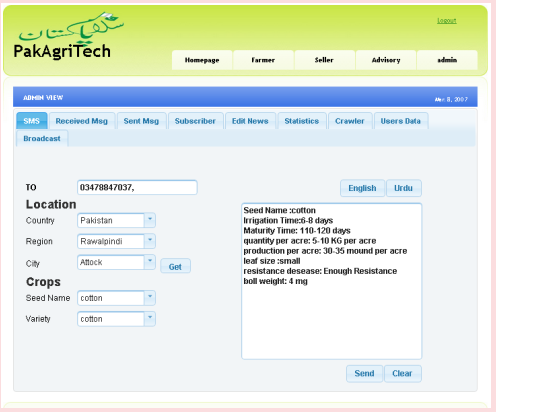 Logout
سلگیاکستان
PakAgriTech
Homepage
Farmer
Seller
Advisory
admin
ADMIN VIEW
8, 2007
SMS
Received Msg
Sent Msg
Subscriber
Edit News
Statistics
Crawler
Users Data
Broadcast
TO
03478847037,
English
Urdu
Location
Country
Pakistan
Region
Rawalpindi
City
Attock
Get
Crops
Seed Name
cotton
Variety
cotton
Seed Name :cotton
Irrigation Time:6-8 days
Maturity Time: 110-120 days
quantity per acre: 5-10 KG per acre
production per acre: 30-35 mound per acre
leaf size :small
resistance desease: Enough Resistance
boll weight: 4 mg
Send
Clear